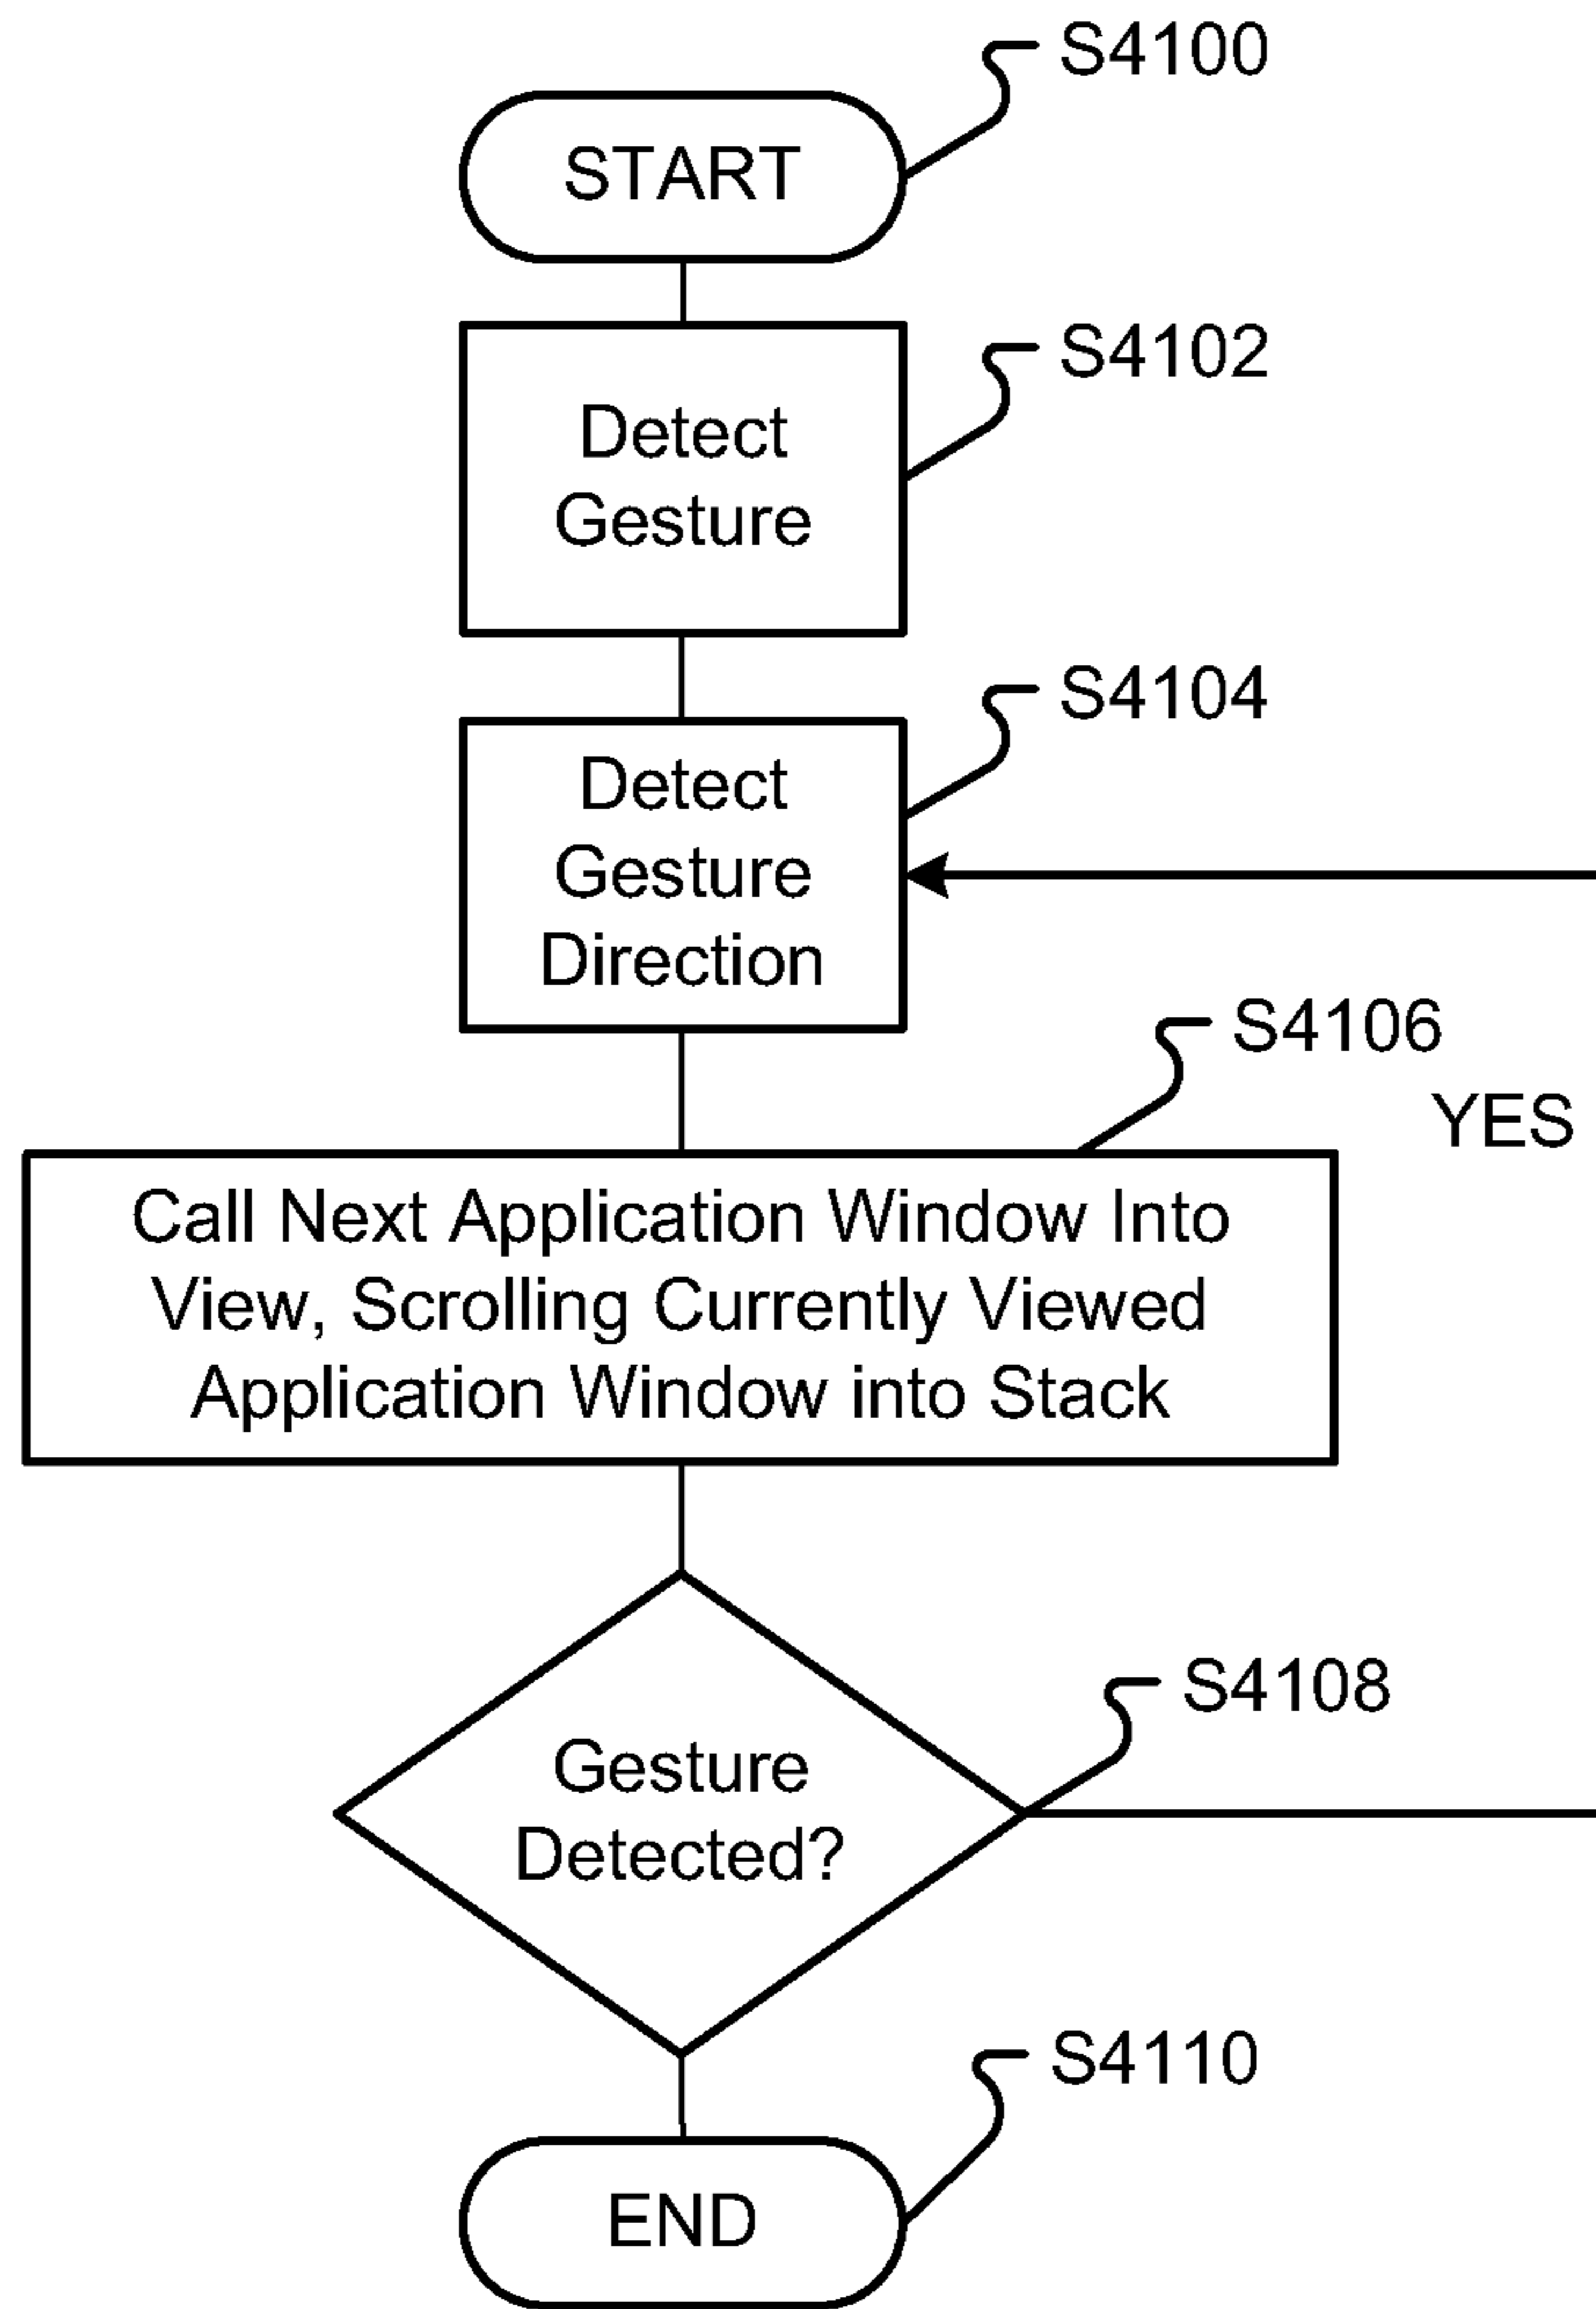 S4100
START
S4102
Detect
Gesture
S4104
Detect
Gesture
Direction
S4106
YES
Call Next Application Window Into
View, Scrolling Currently Viewed
Application Window into Stack
S4108
Gesture
Detected?
S4110
END